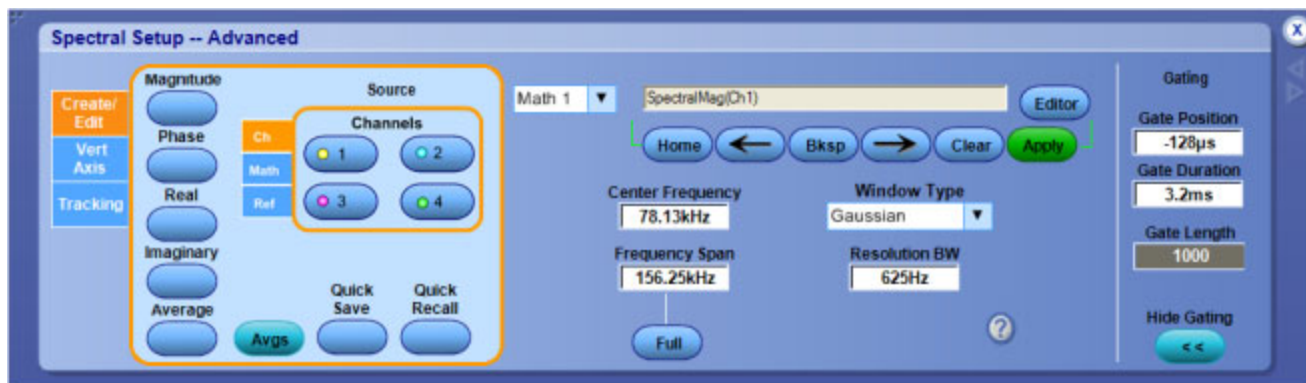 Spectral Setup -- Advanced
X
Create/
Edit
Vert
Axis
Tracking
Magnitude
Phase
Real
Imaginary
Average
Source
Ch
Math
Ref
Channels
1
2
3
4
Avgs
Quick
Save
Quick
Recall
Math 1
SpectralMag(Ch1)
Editor
Home
Bksp
Clear
Apply
Center Frequency
78.13kHz
Frequency Span
156.25kHz
Full
Window Type
Gaussian
Resolution BW
625Hz
?
Gating
Gate Position
-128µs
Gate Duration
3.2ms
Gate Length
1000
Hide Gating
<<